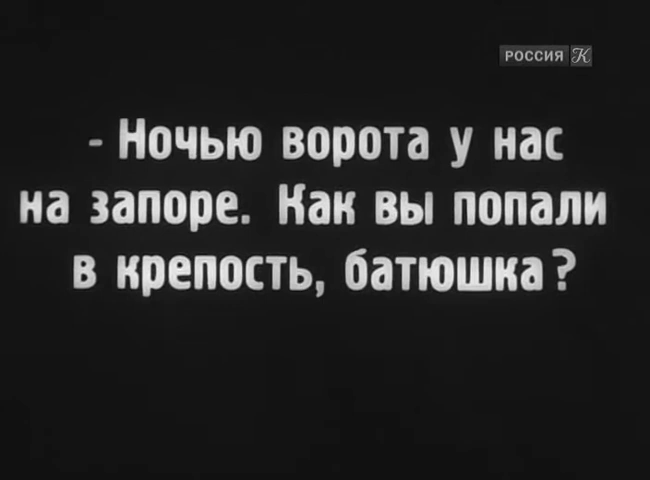 РОССИЯ К
- Ночью ворота у нас
на запоре. Как вы попали
в крепость, батюшка?